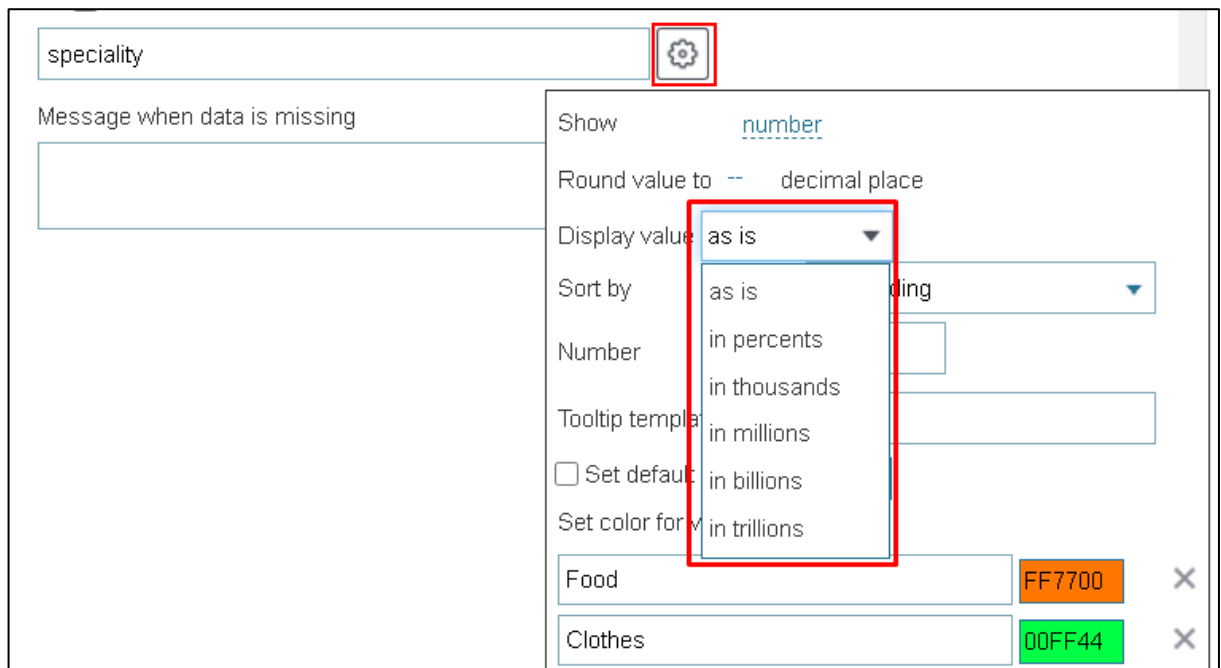 speciality
Message when data is missing
Show number
Round value to -- decimal place
Display value as is
Sort by ding
as is
in percents
Number
in thousands
Tooltip templa
in millions
Set defaul
in billions
Set color for v
in trillions
Food FF7700
Clothes 00FF44